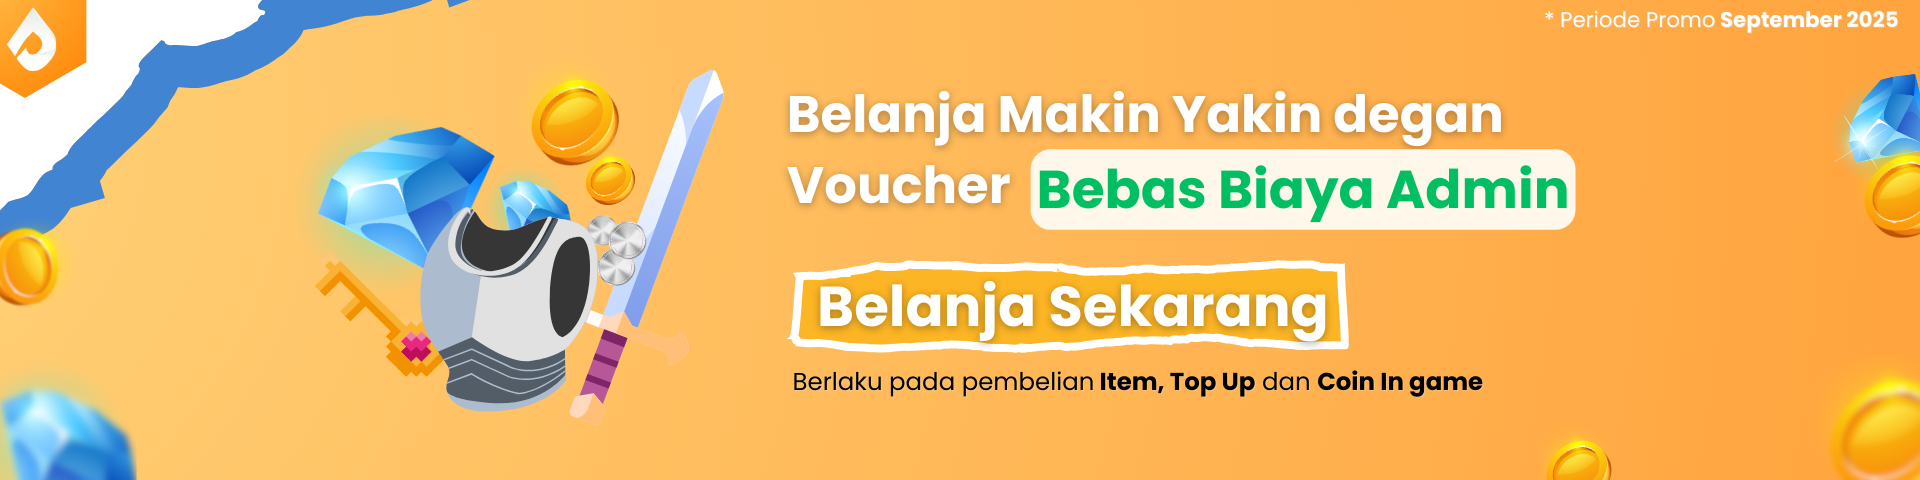 * Periode Promo September 2025
Belanja Makin Yakin degan
Voucher Bebas Biaya Admin
Belanja Sekarang
Berlaku pada pembelian Item, Top Up dan Coin In game